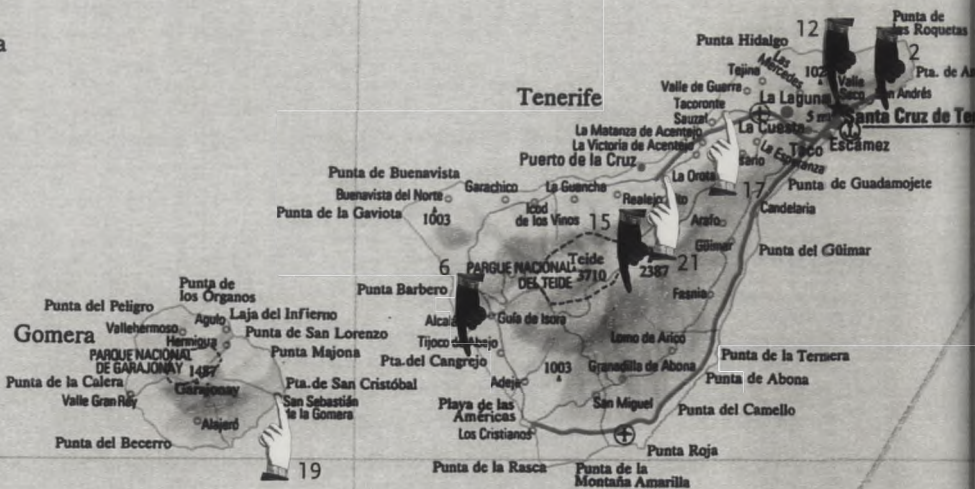 Punta de
las Roquetas
12
2
Punta Hidalgo
Las
Mercedes
Tejina
102
Valle
Seco
Pta. de
Valle de Guerra
San Andrés
Tenerife
Tacoronte
La Laguna
Sauzal
5 mi
Santa Cruz de
La Cuesta
La Matanza de Acentejo
La Victoria de Acentejo
Taco
Escámez
La Esperanza
Puerto de la Cruz
La Orota
Punta de Buenavista
17
Punta de Guadamojete
Garachico
La Guancha
Buenavista del Norte
Realejo
Candelaria
Punta de la Gaviota
1003
Icod
de los Vinos
15
Arafo
Güimar
Punta del Güimar
6
PARQUE NACIONAL
DEL TEIDE
Teide
3710
2387
21
Punta Barbero
Fasnia
Punta de
los Órganos
Punta del Peligro
Laja del Infierno
Agulo
Guía de Isora
Gomera
Vallehermoso
Punta de San Lorenzo
Hermigua
Lomo de Arico
Tijoco Abajo
Punta Majona
PARQUE NACIONAL
DE GARAJONAY
1487
Pta.del Cangrejo
Punta de la Termera
1003
Granadilla de Abona
Punta de la Calera
Garajonay
Pta.de San Cristóbal
Adeje
Punta de Abona
Valle Gran Rey
San Sebastián
de la Gomera
Playa de las
Américas
San Miguel
Punta del Camello
Alajeró
Los Cristianos
Punta del Becerro
Punta Roja
19
Punta de la Rasca
Punta de la
Montaña Amarilla